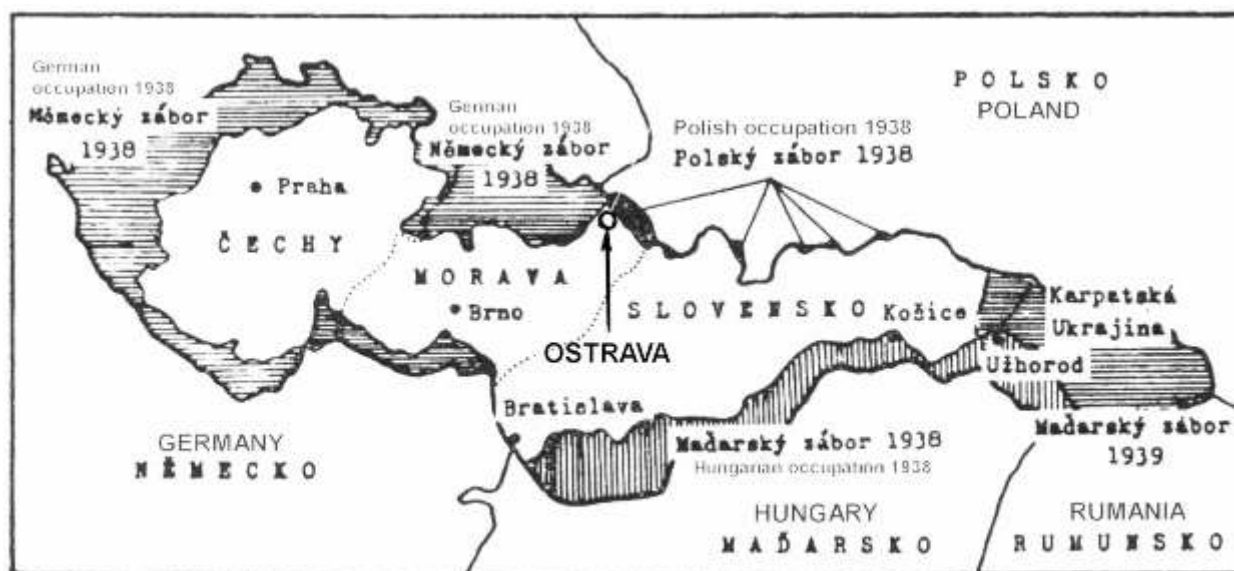 German
occupation 1938
Německý zábor
1938
German
occupation 1938
Německý zábor
1938
Polish occupation 1938
Polský zábor 1938
POLSKO
POLAND
Praha
ČECHY
MORAVA
Brno
OSTRAVA
SLOVENSKO
Košice
Karpatská
Ukrajina
Užhorod
Bratislava
Maďarský zábor 1938
Hungarian occupation 1938
Maďarský zábor
1939
GERMANY
NĚMECKO
HUNGARY
MAĎARSKO
RUMANIA
RUMUNSKO